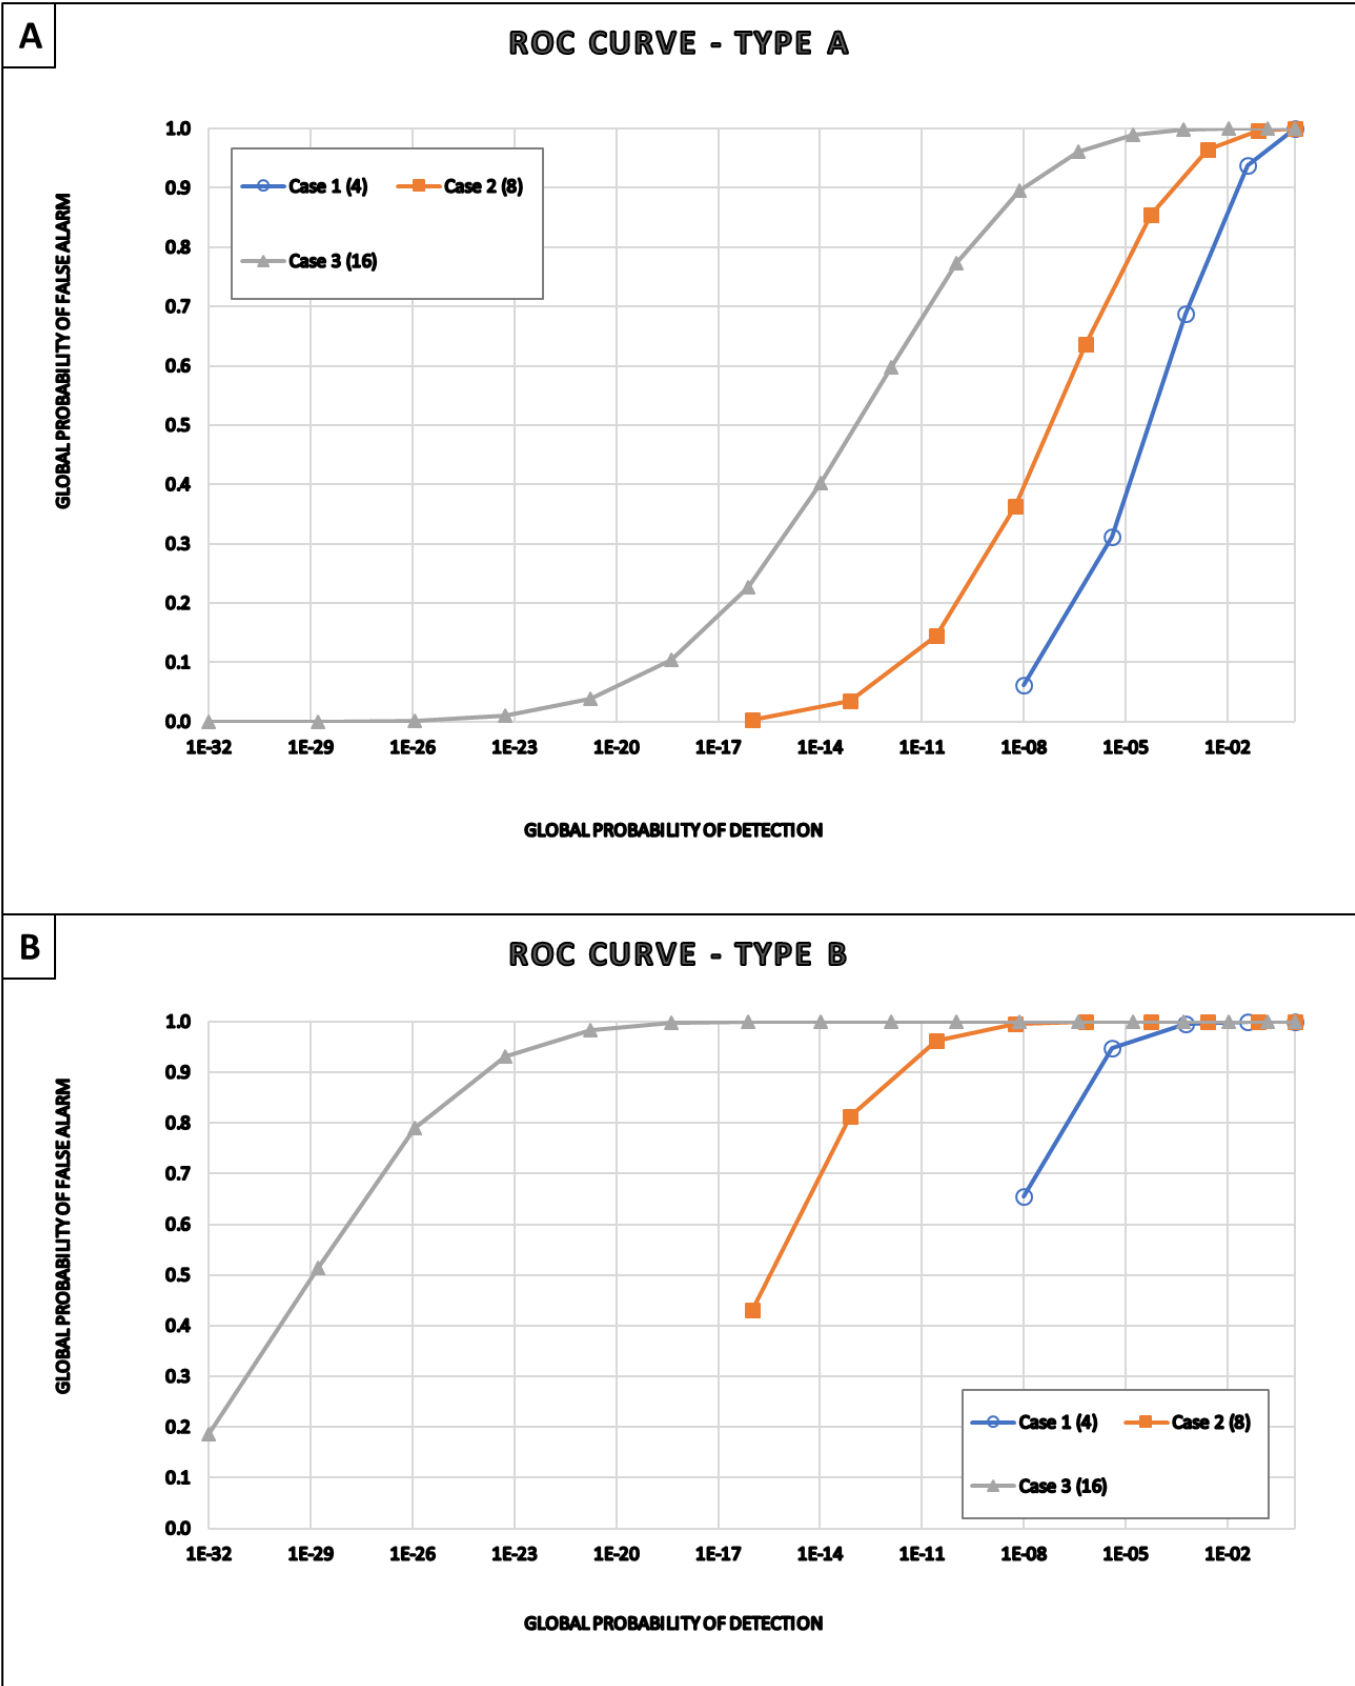 A
ROC CURVE - TYPE A
GLOBAL PROBABILITY OF FALSE ALARM
1.0
0.9
0.8
0.7
0.6
0.5
0.4
0.3
0.2
0.1
0.0
Case 1 (4) Case 2 (8)
Case 3 (16)
1E-32 1E-29 1E-26 1E-23 1E-20 1E-17 1E-14 1E-11 1E-08 1E-05 1E-02
GLOBAL PROBABILITY OF DETECTION
B
ROC CURVE - TYPE B
GLOBAL PROBABILITY OF FALSE ALARM
1.0
0.9
0.8
0.7
0.6
0.5
0.4
0.3
0.2
0.1
0.0
Case 1 (4) Case 2 (8)
Case 3 (16)
1E-32 1E-29 1E-26 1E-23 1E-20 1E-17 1E-14 1E-11 1E-08 1E-05 1E-02
GLOBAL PROBABILITY OF DETECTION